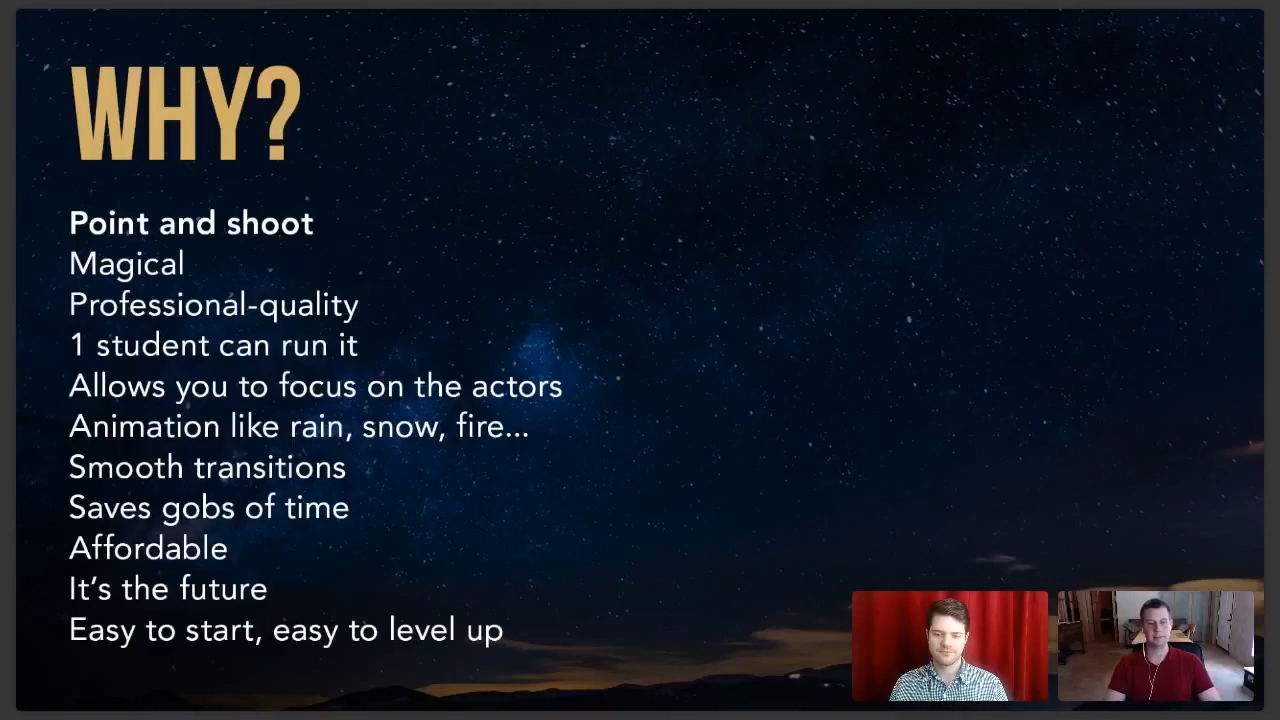 WHY?
Point and shoot
Magical
Professional-quality
1 student can run it
Allows you to focus on the actors
Animation like rain, snow, fire...
Smooth transitions
Saves gobs of time
Affordable
It’s the future
Easy to start, easy to level up